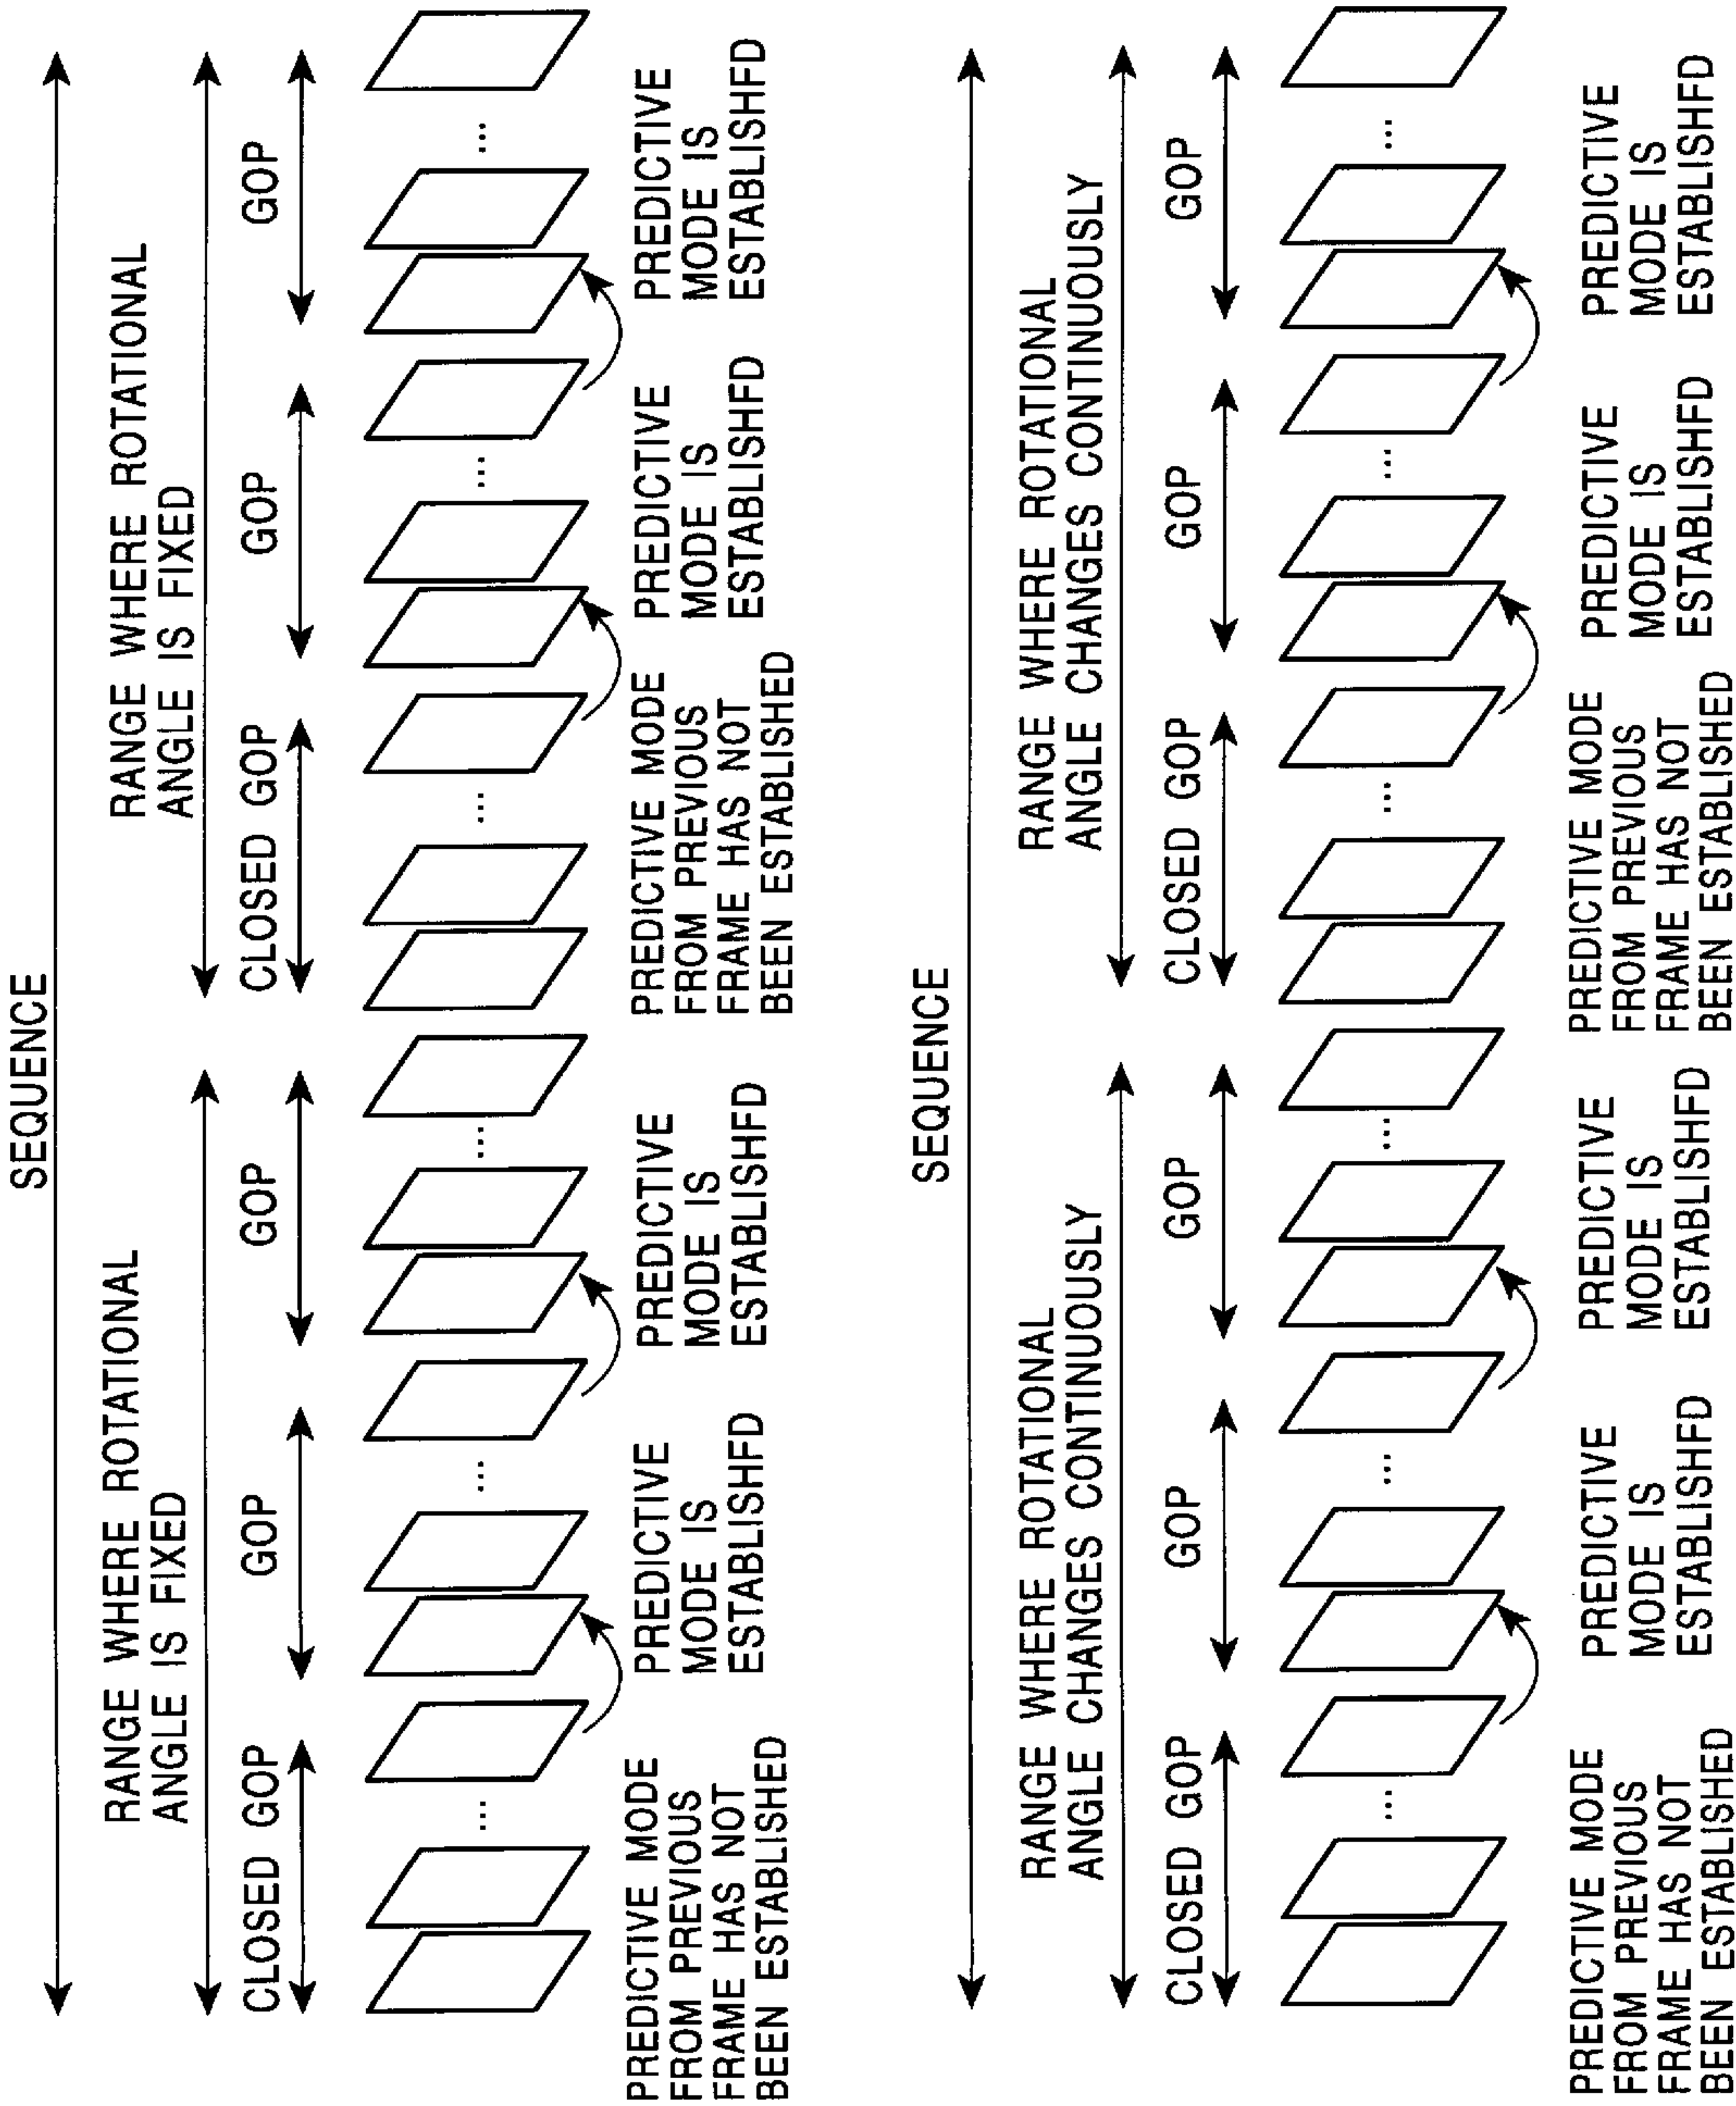 SEQUENCE
RANGE WHERE ROTATIONAL
ANGLE IS FIXED
RANGE WHERE ROTATIONAL
ANGLE IS FIXED
CLOSED GOP
GOP
GOP
CLOSED GOP
GOP
GOP
...
...
...
...
...
...
PREDICTIVE MODE
FROM PREVIOUS
FRAME HAS NOT
BEEN ESTABLISHED
PREDICTIVE
MODE IS
ESTABLISHFD
PREDICTIVE
MODE IS
ESTABLISHFD
PREDICTIVE MODE
FROM PREVIOUS
FRAME HAS NOT
BEEN ESTABLISHED
PREDICTIVE
MODE IS
ESTABLISHFD
PREDICTIVE
MODE IS
ESTABLISHFD
SEQUENCE
RANGE WHERE ROTATIONAL
ANGLE CHANGES CONTINUOUSLY
RANGE WHERE ROTATIONAL
ANGLE CHANGES CONTINUOUSLY
CLOSED GOP
GOP
GOP
CLOSED GOP
GOP
GOP
...
...
...
...
...
...
PREDICTIVE MODE
FROM PREVIOUS
FRAME HAS NOT
BEEN ESTABLISHED
PREDICTIVE
MODE IS
ESTABLISHFD
PREDICTIVE
MODE IS
ESTABLISHFD
PREDICTIVE MODE
FROM PREVIOUS
FRAME HAS NOT
BEEN ESTABLISHED
PREDICTIVE
MODE IS
ESTABLISHFD
PREDICTIVE
MODE IS
ESTABLISHFD